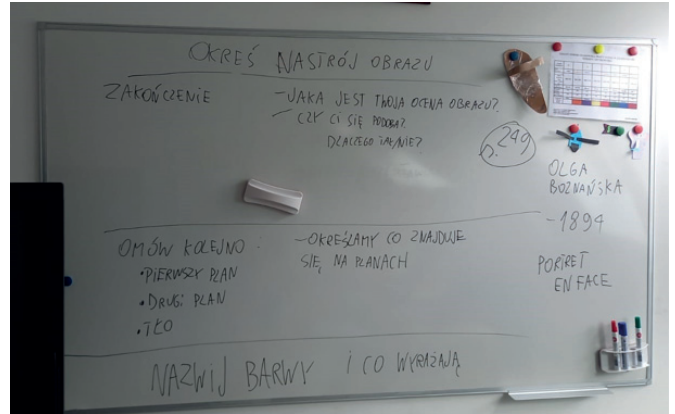 OKREŚ NASTRÓJ OBRAZU
ZAKOŃCZENIE
- JAKA JEST TWOJA OCENA OBRAZU?
- CZY CI SIĘ PODOBA?
DLACZEGO TAK/NIE?
249
OLGA
BOZNAŃSKA
- 1894
PORTRET
EN FACE
OMÓW KOLEJNO :
• PIERWSZY PLAN
• DRUGI PLAN
• TŁO
- OKREŚLAMY CO ZNAJDUJE
SIĘ NA PLANACH
NAZWIJ BARWY I CO WYRAŻAJĄ